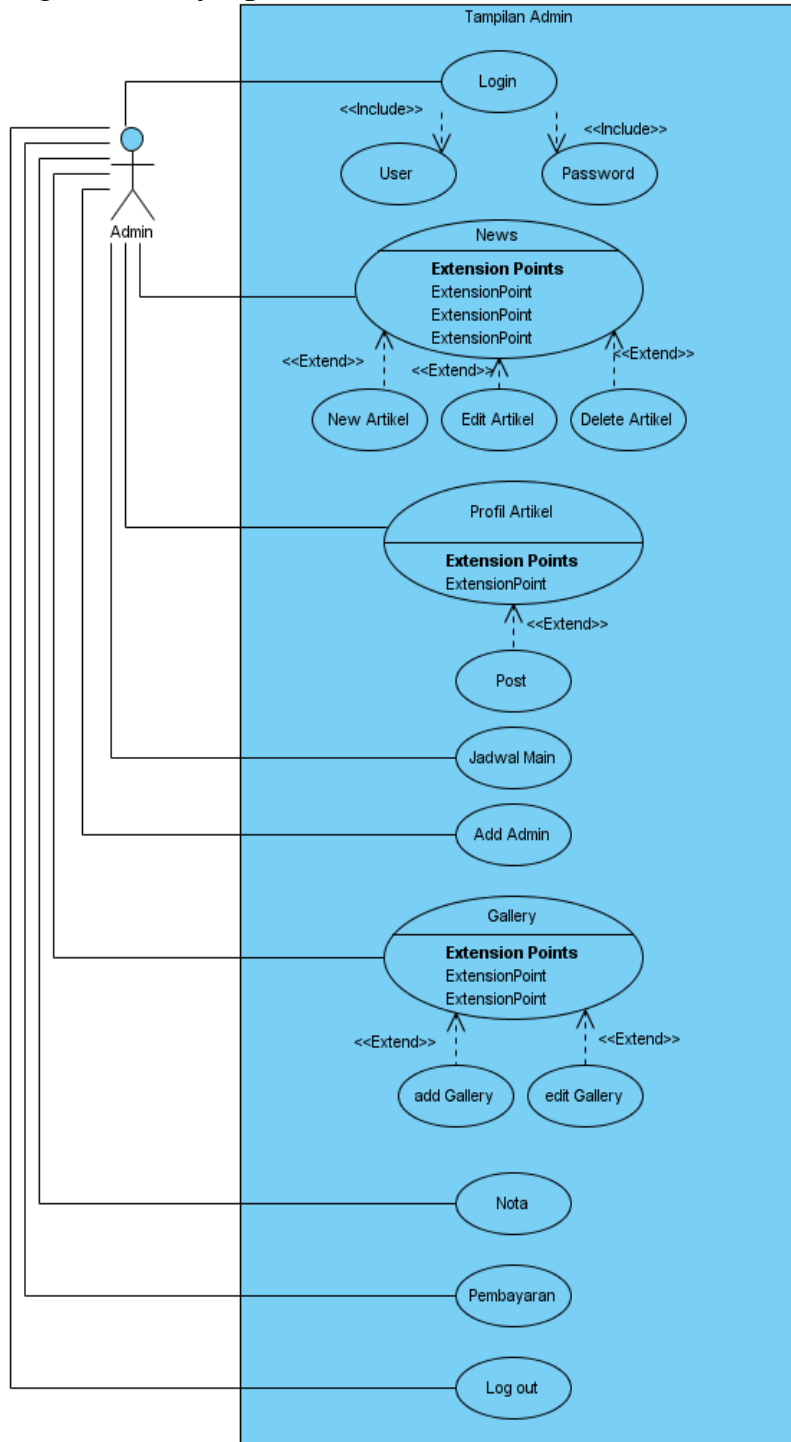 Tampilan Admin
Login
<<Include>>
<<Include>>
User
Password
Admin
News
Extension Points
ExtensionPoint
ExtensionPoint
ExtensionPoint
<<Extend>>
<<Extend>>
<<Extend>>
New Artikel
Edit Artikel
Delete Artikel
Profil Artikel
Extension Points
ExtensionPoint
<<Extend>>
Post
Jadwal Main
Add Admin
Gallery
Extension Points
ExtensionPoint
ExtensionPoint
<<Extend>>
<<Extend>>
add Gallery
edit Gallery
Nota
Pembayaran
Log out